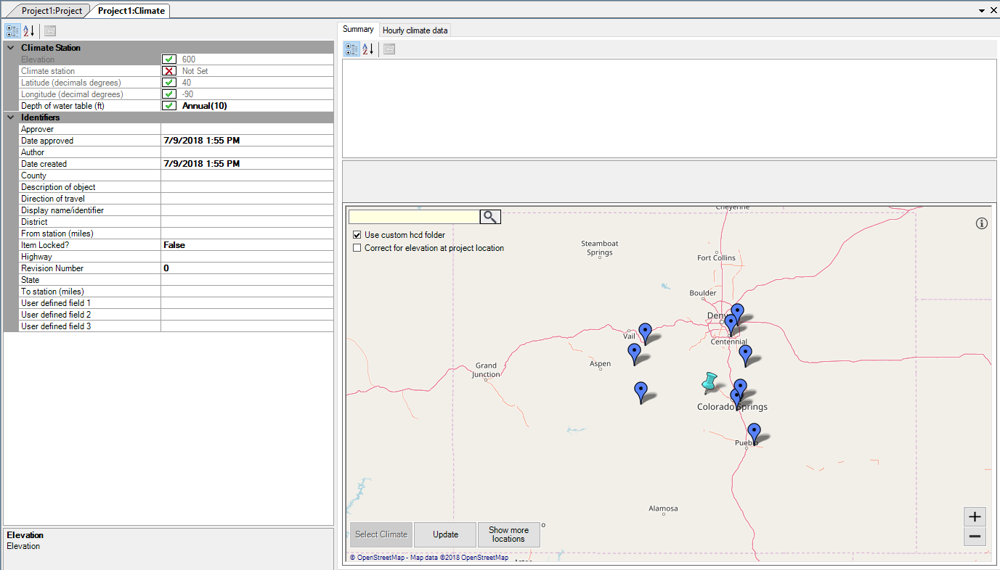 Project1:Project
Project1:Climate
Climate Station
Elevation 600
Climate station Not Set
Latitude (decimals degrees) 40
Longitude (decimal degrees) -90
Depth of water table (ft) Annual(10)
Identifiers
Approver
Date approved 7/9/2018 1:55 PM
Author
Date created 7/9/2018 1:55 PM
County
Description of object
Direction of travel
Display name/identifier
District
From station (miles)
Item Locked? False
Highway
Revision Number 0
State
To station (miles)
User defined field 1
User defined field 2
User defined field 3
Elevation
Elevation
Summary
Hourly climate data
Use custom hcd folder
Correct for elevation at project location
Cheyenne
Steamboat
Springs
Fort Collins
Boulder
Centennial
Vail
Aspen
Grand
Junction
Colorado Springs
Alamosa
Select Climate
Update
Show more
locations
© OpenStreetMap - Map data ©2018 OpenStreetMap